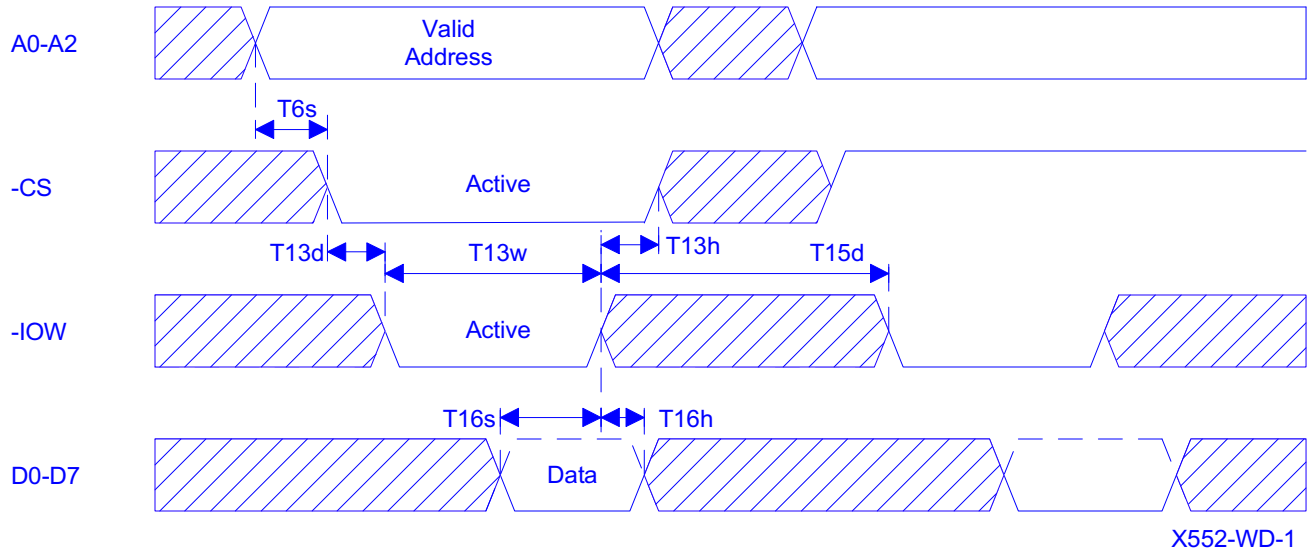 A0-A2
Valid
Address
T6s
-CS
Active
T13d
T13w
T13h
T15d
-IOW
Active
T16s
T16h
D0-D7
Data
X552-WD-1